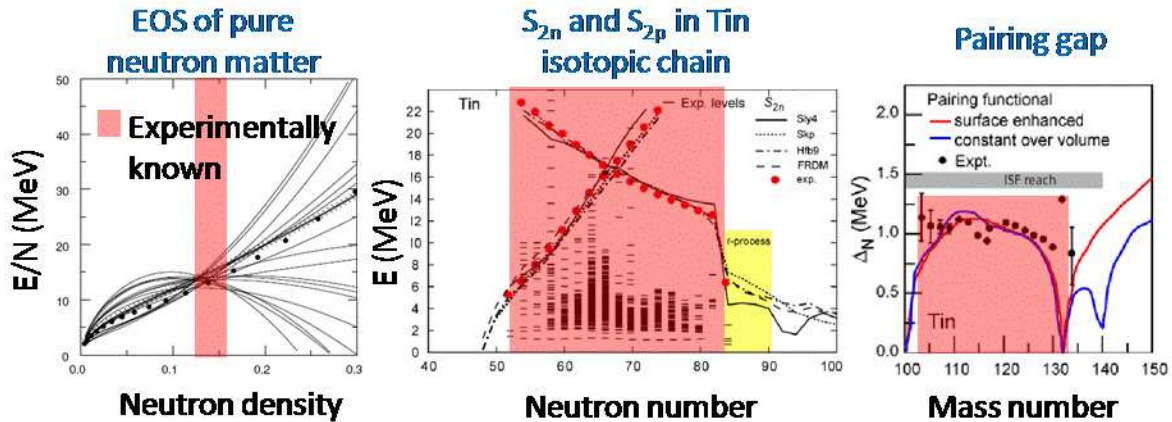 EOS of pure
neutron matter
S2n and S2p in Tin
isotopic chain
Pairing gap
E/N (MeV)
50
40
30
20
10
0
0.0
0.1
0.2
0.3
Experimentally
known
Neutron density
E (MeV)
24
22
20
18
16
14
12
10
8
6
4
2
0
40
50
60
70
80
90
100
Tin
Exp. levels
S2n
Sly4
Skp
Hfb9
FRDM
exp.
r-process
Neutron number
ΔN (MeV)
2.0
1.5
1.0
0.5
0.0
100
110
120
130
140
150
Pairing functional
surface enhanced
constant over volume
Expt.
ISF reach
Tin
Mass number